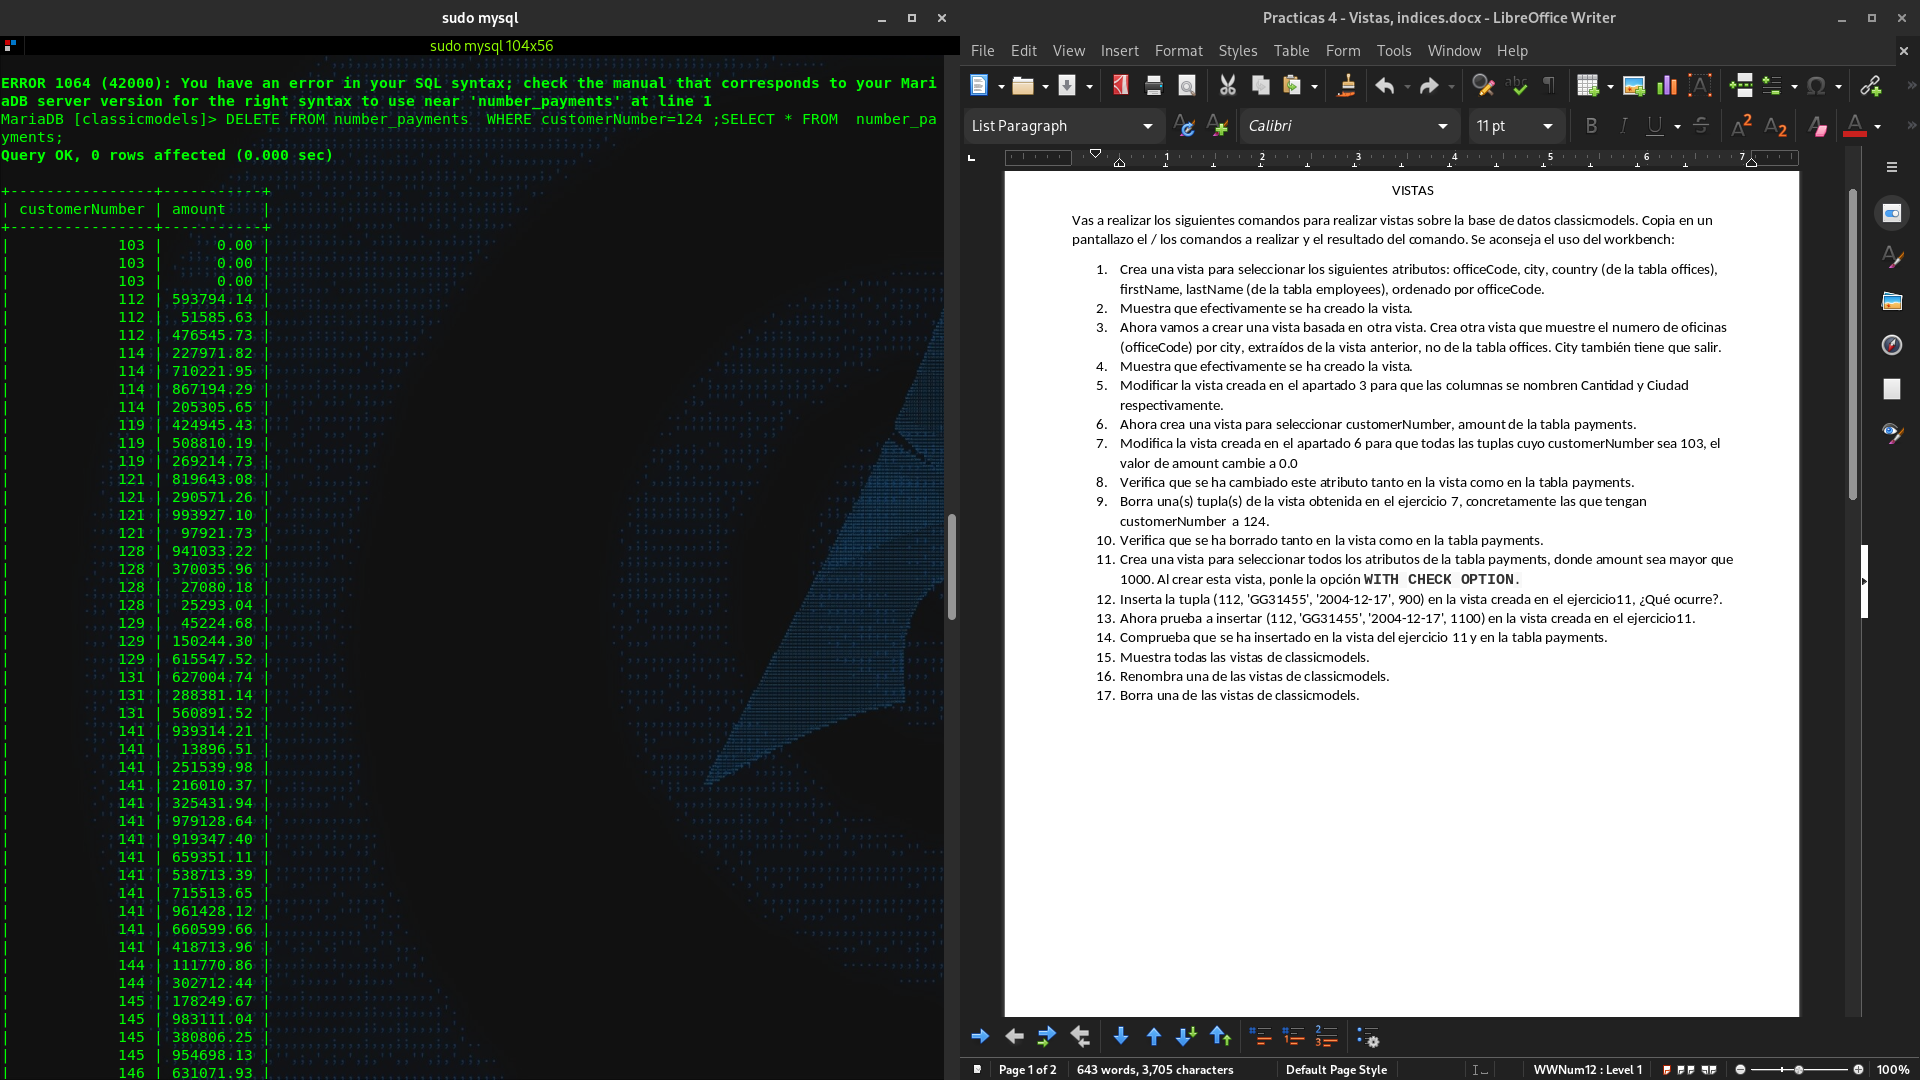 sudo mysql
sudo mysql 104x56
ERROR 1064 (42000): You have an error in your SQL syntax; check the manual that corresponds to your Mari
aDB server version for the right syntax to use near 'number_payments' at line 1
MariaDB [classicmodels]> DELETE FROM number_payments  WHERE customerNumber=124 ;SELECT * FROM  number_pa
yments;
Query OK, 0 rows affected (0.000 sec)
+----------------+-----------+
| customerNumber | amount    |
+----------------+-----------+
|            103 |      0.00 |
|            103 |      0.00 |
|            103 |      0.00 |
|            112 | 593794.14 |
|            112 |  51585.63 |
|            112 | 476545.73 |
|            114 | 227971.82 |
|            114 | 710221.95 |
|            114 | 867194.29 |
|            114 | 205305.65 |
|            119 | 424945.43 |
|            119 | 508810.19 |
|            119 | 269214.73 |
|            121 | 819643.08 |
|            121 | 290571.26 |
|            121 | 993927.10 |
|            121 |  97921.73 |
|            128 | 941033.22 |
|            128 | 370035.96 |
|            128 |  27080.18 |
|            128 |  25293.04 |
|            129 |  45224.68 |
|            129 | 150244.30 |
|            129 | 615547.52 |
|            131 | 627004.74 |
|            131 | 288381.14 |
|            131 | 560891.52 |
|            141 | 939314.21 |
|            141 |  13896.51 |
|            141 | 251539.98 |
|            141 | 216010.37 |
|            141 | 325431.94 |
|            141 | 979128.64 |
|            141 | 919347.40 |
|            141 | 659351.11 |
|            141 | 538713.39 |
|            141 | 715513.65 |
|            141 | 961428.12 |
|            141 | 660599.66 |
|            141 | 418713.96 |
|            144 | 111770.86 |
|            144 | 302712.44 |
|            145 | 178249.67 |
|            145 | 983111.04 |
|            145 | 380806.25 |
|            145 | 954698.13 |
|            146 | 631071.93 |
Practicas 4 - Vistas, indices.docx - LibreOffice Writer
File Edit View Insert Format Styles Table Form Tools Window Help
List Paragraph Calibri 11 pt B I U S A2 A2 A
1 2 3 4 5 6 7
VISTAS
Vas a realizar los siguientes comandos para realizar vistas sobre la base de datos classicmodels. Copia en un
pantallazo el / los comandos a realizar y el resultado del comando. Se aconseja el uso del workbench:
1. Crea una vista para seleccionar los siguientes atributos: officeCode, city, country (de la tabla offices),
firstName, lastName (de la tabla employees), ordenado por officeCode.
2. Muestra que efectivamente se ha creado la vista.
3. Ahora vamos a crear una vista basada en otra vista. Crea otra vista que muestre el numero de oficinas
(officeCode) por city, extraídos de la vista anterior, no de la tabla offices. City también tiene que salir.
4. Muestra que efectivamente se ha creado la vista.
5. Modificar la vista creada en el apartado 3 para que las columnas se nombren Cantidad y Ciudad
respectivamente.
6. Ahora crea una vista para seleccionar customerNumber, amount de la tabla payments.
7. Modifica la vista creada en el apartado 6 para que todas las tuplas cuyo customerNumber sea 103, el
valor de amount cambie a 0.0
8. Verifica que se ha cambiado este atributo tanto en la vista como en la tabla payments.
9. Borra una(s) tupla(s) de la vista obtenida en el ejercicio 7, concretamente las que tengan
customerNumber  a 124.
10. Verifica que se ha borrado tanto en la vista como en la tabla payments.
11. Crea una vista para seleccionar todos los atributos de la tabla payments, donde amount sea mayor que
1000. Al crear esta vista, ponle la opción WITH CHECK OPTION.
12. Inserta la tupla (112, 'GG31455', '2004-12-17', 900) en la vista creada en el ejercicio11, ¿Qué ocurre?.
13. Ahora prueba a insertar (112, 'GG31455', '2004-12-17', 1100) en la vista creada en el ejercicio11.
14. Comprueba que se ha insertado en la vista del ejercicio 11 y en la tabla payments.
15. Muestra todas las vistas de classicmodels.
16. Renombra una de las vistas de classicmodels.
17. Borra una de las vistas de classicmodels.
Page 1 of 2 643 words, 3,705 characters Default Page Style WWNum12 : Level 1 100%